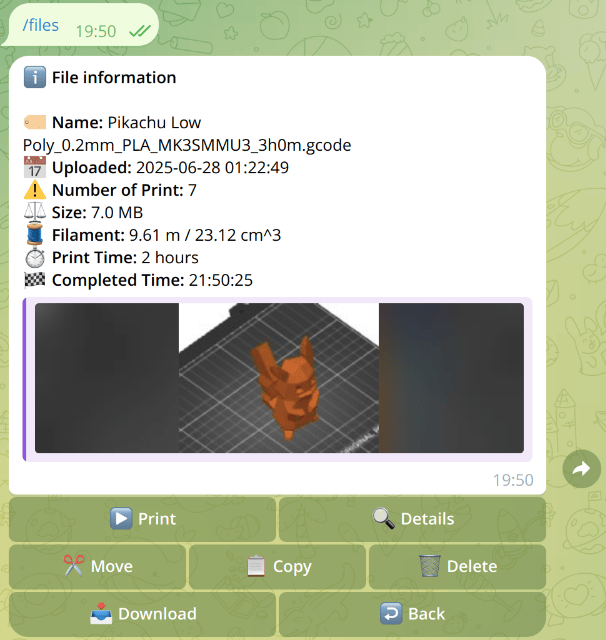 /files
19:50
File information
Name: Pikachu Low
Poly_0.2mm_PLA_MK3SMMU3_3h0m.gcode
17 Uploaded: 2025-06-28 01:22:49
Number of Print: 7
Size: 7.0 MB
Filament: 9.61 m / 23.12 cm^3
Print Time: 2 hours
Completed Time: 21:50:25
19:50
Print
Details
Move
Copy
Delete
Download
Back